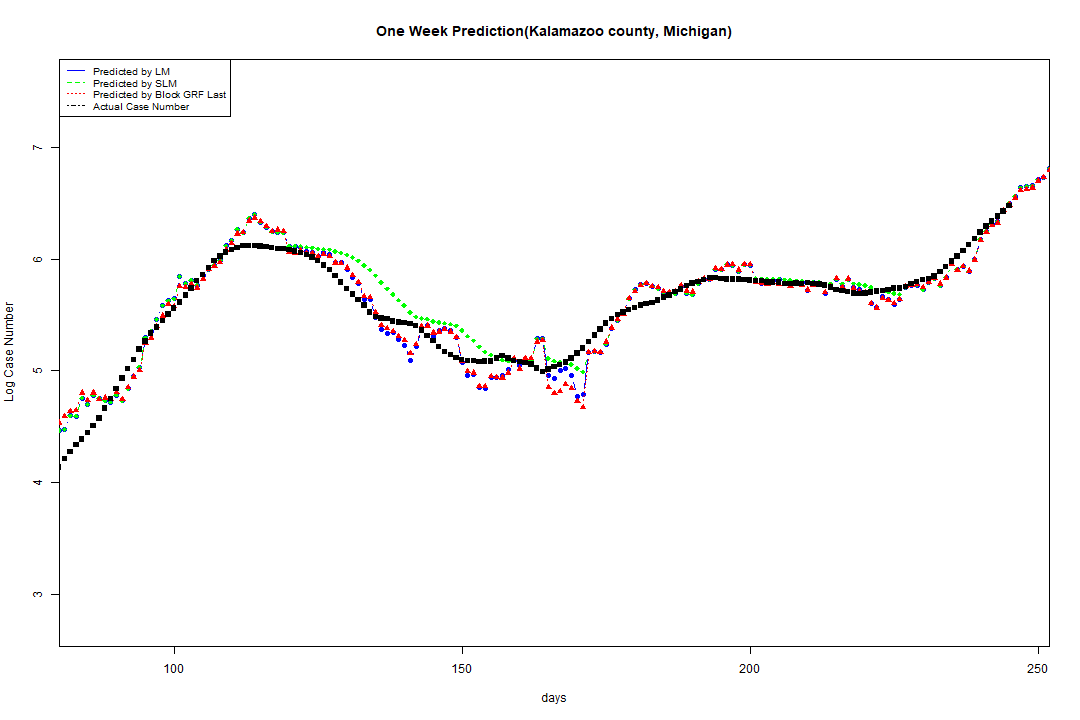 One Week Prediction(Kalamazoo county, Michigan)
Predicted by LM
Predicted by SLM
Predicted by Block GRF Last
Actual Case Number
7
6
5
4
3
Log Case Number
100 150 200 250
days